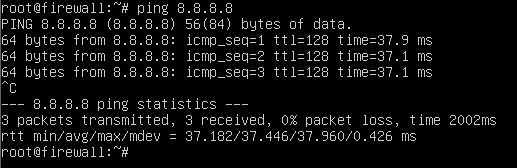 root@firewall:~# ping 8.8.8.8
PING 8.8.8.8 (8.8.8.8) 56(84) bytes of data.
64 bytes from 8.8.8.8: icmp_seq=1 ttl=128 time=37.9 ms
64 bytes from 8.8.8.8: icmp_seq=2 ttl=128 time=37.1 ms
64 bytes from 8.8.8.8: icmp_seq=3 ttl=128 time=37.1 ms
^C
--- 8.8.8.8 ping statistics ---
3 packets transmitted, 3 received, 0% packet loss, time 2002ms
rtt min/avg/max/mdev = 37.182/37.446/37.960/0.426 ms
root@firewall:~#